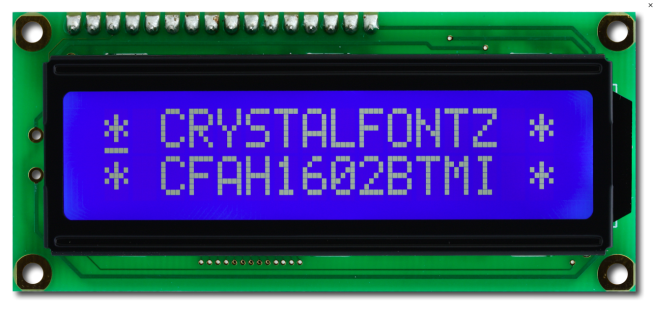 * CRYSTALFONTZ *
* CFAH1602BTMI *